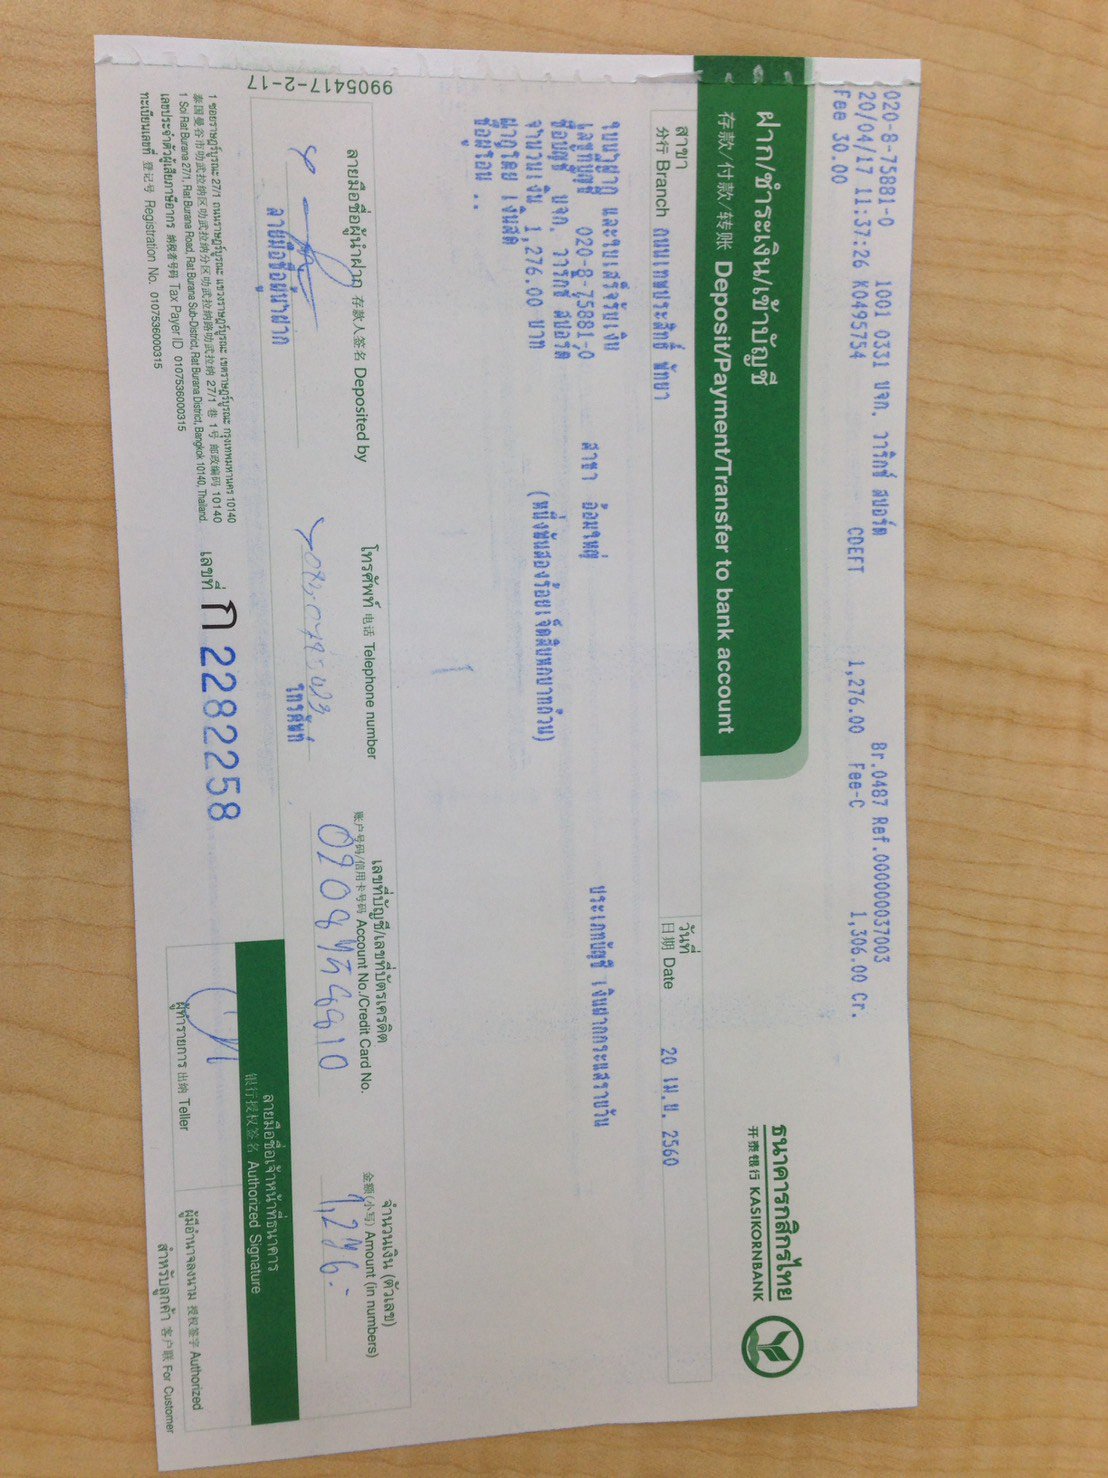 020-8-75881-0 1001 0331 บจก. วาริกซ์ สปอร์ต Br.0487 Ref.000000037003
20/04/17 11:37:26 K0495754 CDEFT 1,276.00 Fee-C 1,306.00 Cr.
Fee 30.00
ฝาก/ชำระเงิน/เข้าบัญชี
存款/付款/转账 Deposit/Payment/Transfer to bank account
ธนาคารกสิกรไทย
开泰银行 KASIKORNBANK
สาขา
分行 Branch ถนนเทพประสิทธิ์ พัทยา
วันที่
日期 Date 20 เม.ย. 2560
ใบนำฝาก และใบเสร็จรับเงิน
เลขที่บัญชี 020-8-75881-0 สาขา อ้อมใหญ่ ประเภทบัญชี เงินฝากกระแสรายวัน
ชื่อบัญชี บจก. วาริกซ์ สปอร์ต
จำนวนเงิน 1,276.00 บาท (หนึ่งพันสองร้อยเจ็ดสิบหกบาทถ้วน)
ฝากโดย เงินสด
ชื่อผู้โอน ..
ลายมือชื่อผู้นำฝาก 存款人签名 Deposited by
โทรศัพท์ 电话 Telephone number
เลขที่บัญชี/เลขที่บัตรเครดิต
账户号码/信用卡号码 Account No./Credit Card No.
จำนวนเงิน (ตัวเลข)
金额 (小写) Amount (in numbers)
0208758810
1,276.-
ลายมือชื่อผู้นำฝาก
โทรศัพท์
9905417-2-17
1 ซอยราษฎร์บูรณะ 27/1 ถนนราษฎร์บูรณะ แขวงราษฎร์บูรณะ เขตราษฎร์บูรณะ กรุงเทพมหานคร 10140
泰国曼谷市叻武拉纳区叻武拉纳分区叻武拉纳路叻武拉纳 27/1 巷 1号 邮政编码 10140
1 Soi Rat Burana 27/1, Rat Burana Road, Rat Burana Sub-District, Rat Burana District, Bangkok 10140, Thailand.
เลขประจำตัวผู้เสียภาษีอากร 纳税者号码 Tax Payer ID 0107536000315
ทะเบียนเลขที่ 登记号 Registration No. 0107536000315
เลขที่ ก 2282258
ลายมือชื่อเจ้าหน้าที่ธนาคาร
银行授权签名 Authorized Signature
ผู้ทำรายการ 出纳 Teller
ผู้มีอำนาจลงนาม 授权签字 Authorized
สำหรับลูกค้า 客户联 For Customer